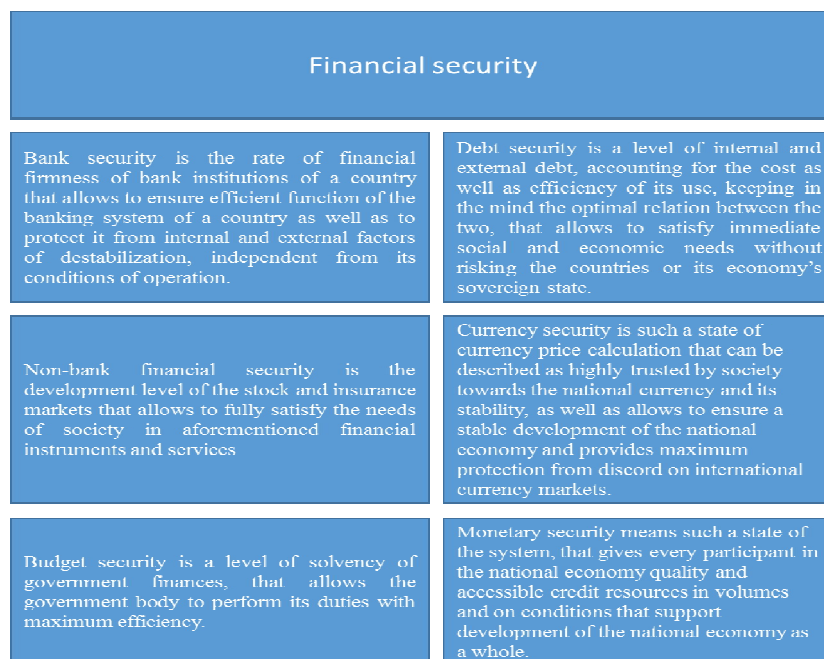 Financial security
Bank security is the rate of financial
firmness of bank institutions of a country
that allows to ensure efficient function of the
banking system of a country as well as to
protect it from internal and external factors
of destabilization, independent from its
conditions of operation.
Debt security is a level of internal and
external debt, accounting for the cost as
well as efficiency of its use, keeping in
the mind the optimal relation between the
two, that allows to satisfy immediate
social and economic needs without
risking the countries or its economy's
sovereign state.
Non-bank financial security is the
development level of the stock and insurance
markets that allows to fully satisfy the needs
of society in aforementioned financial
instruments and services
Currency security is such a state of
currency price calculation that can be
described as highly trusted by society
towards the national currency and its
stability, as well as allows to ensure a
stable development of the national
economy and provides maximum
protection from discord on international
currency markets.
Budget security is a level of solvency of
government finances, that allows the
government body to perform its duties with
maximum efficiency.
Monetary security means such a state of
the system, that gives every participant in
the national economy quality and
accessible credit resources in volumes
and on conditions that support
development of the national economy as
a whole.